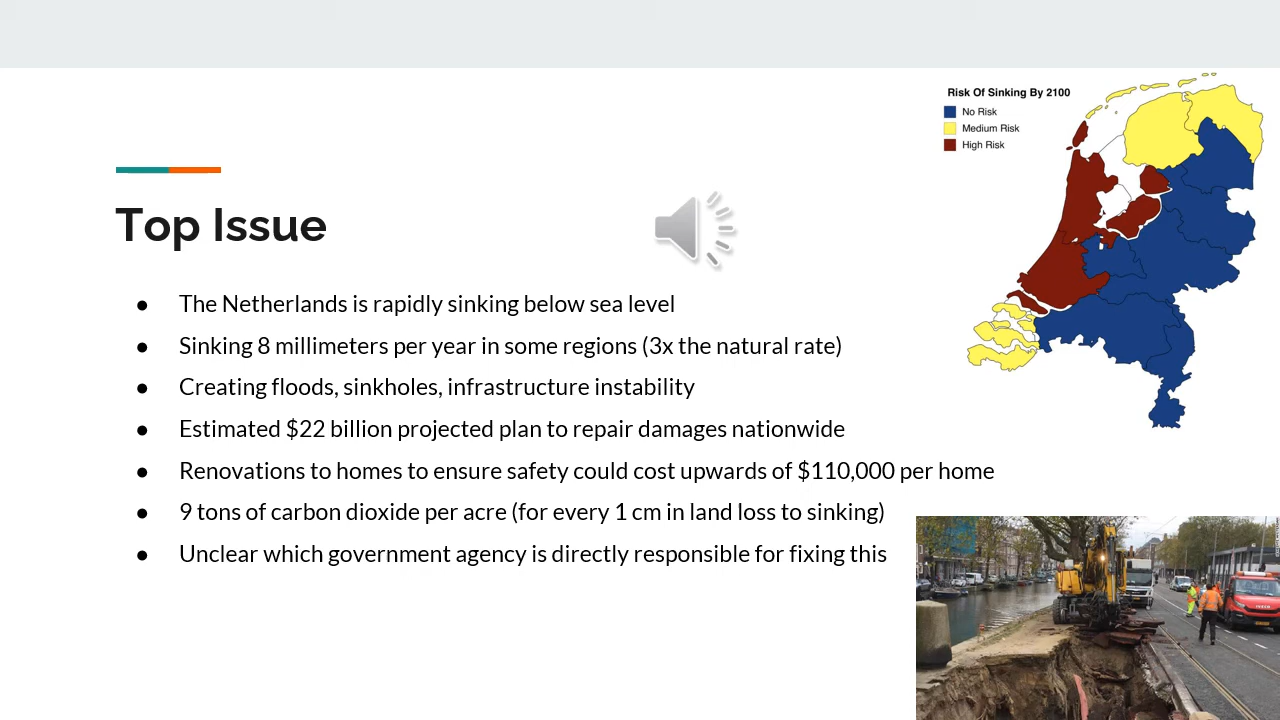 Risk Of Sinking By 2100
No Risk
Medium Risk
High Risk
Top Issue
● The Netherlands is rapidly sinking below sea level
● Sinking 8 millimeters per year in some regions (3x the natural rate)
● Creating floods, sinkholes, infrastructure instability
● Estimated $22 billion projected plan to repair damages nationwide
● Renovations to homes to ensure safety could cost upwards of $110,000 per home
● 9 tons of carbon dioxide per acre (for every 1 cm in land loss to sinking)
● Unclear which government agency is directly responsible for fixing this